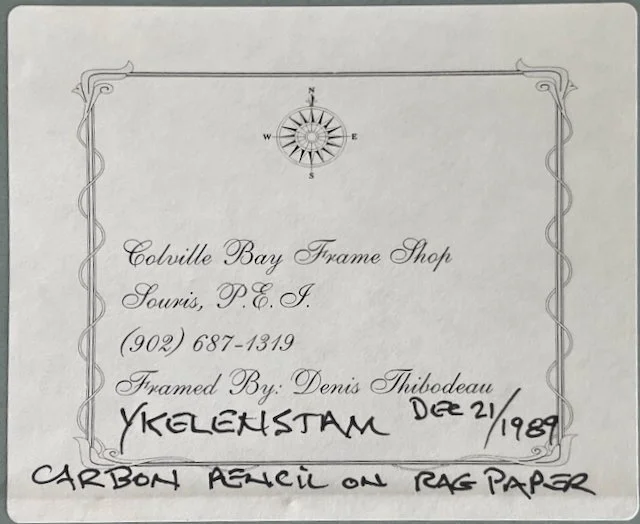 N
W E
S
Colville Bay Frame Shop
Souris, P.E.I.
(902) 687-1319
Framed By: Denis Thibodeau
YKELENSTAM DEC 21/1989
CARBON PENCIL ON RAG PAPER